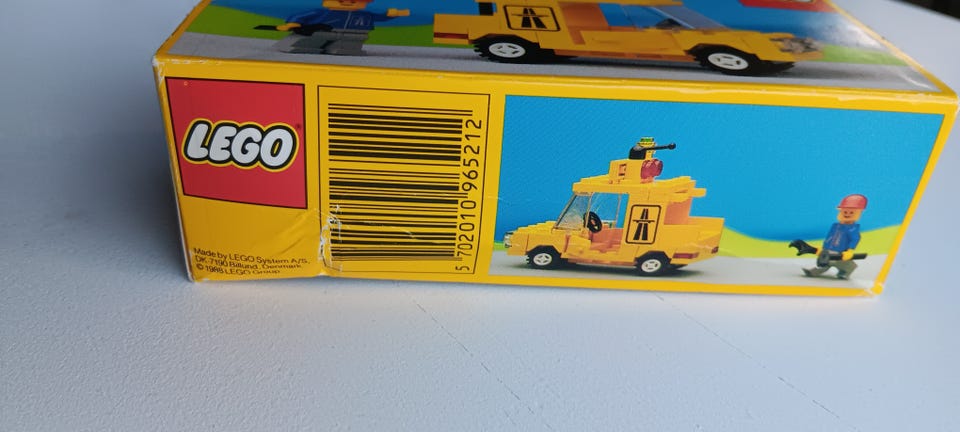 LEGO
5 702010 965212
Made by LEGO System A/S,
DK-7190 Billund, Denmark.
© 1988 LEGO Group